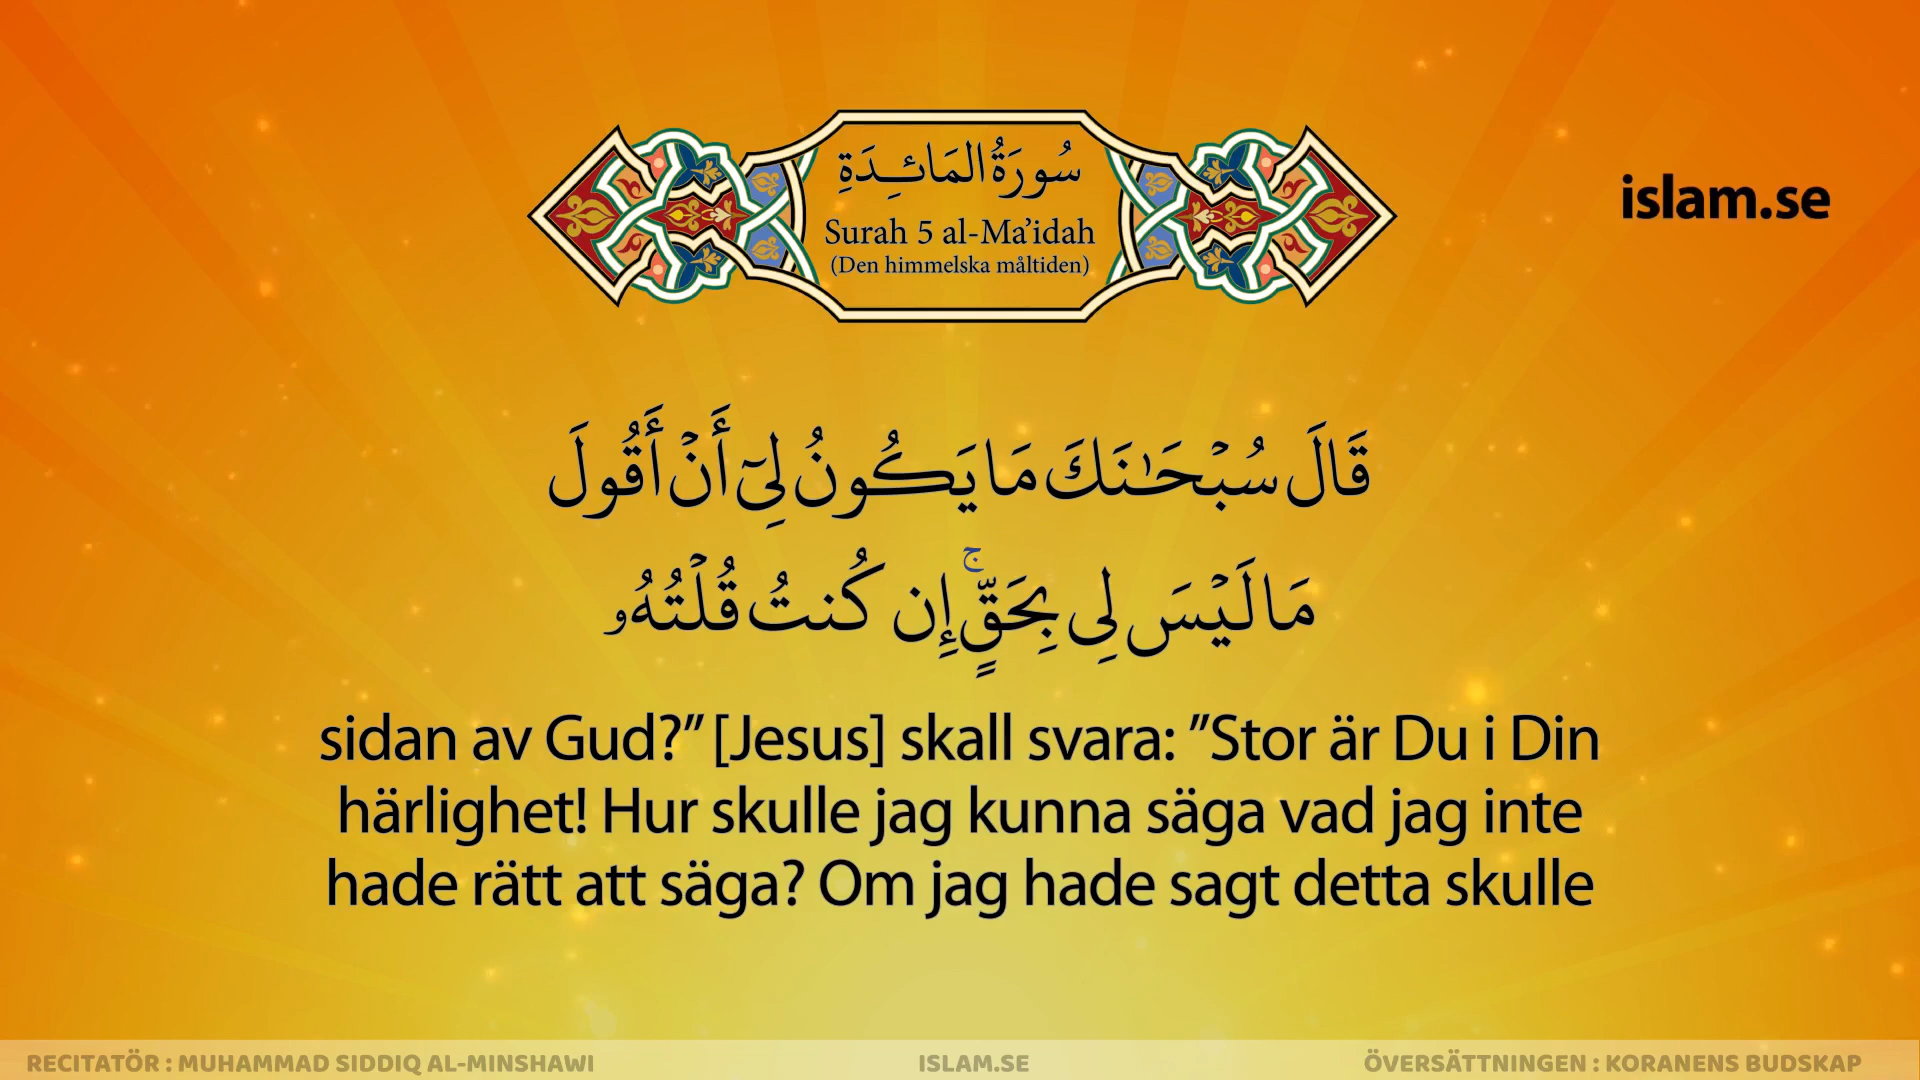 سُورَةُ المَائِدَةِ
Surah 5 al-Ma’idah
(Den himmelska måltiden)
islam.se
قَالَ سُبۡحَـٰنَكَ مَا يَكُونُ لِيٓ أَنۡ أَقُولَ
مَا لَيۡسَ لِي بِحَقٍّۚ إِن كُنتُ قُلۡتُهُۥ
sidan av Gud?” [Jesus] skall svara: ”Stor är Du i Din
härlighet! Hur skulle jag kunna säga vad jag inte
hade rätt att säga? Om jag hade sagt detta skulle
RECITATÖR : MUHAMMAD SIDDIQ AL-MINSHAWI
ISLAM.SE
ÖVERSÄTTNINGEN : KORANENS BUDSKAP